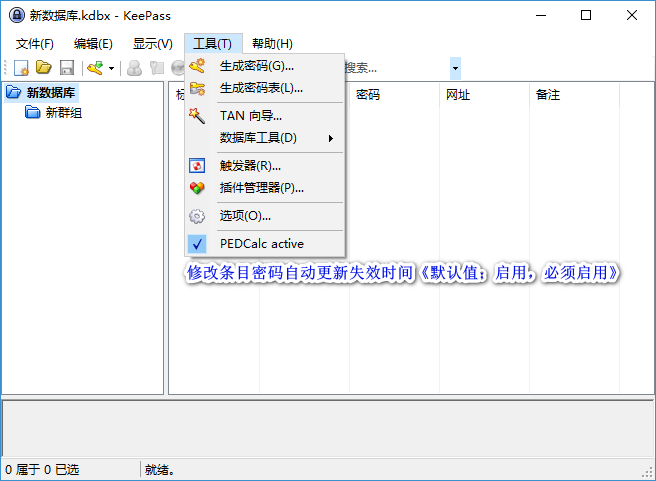 新数据库.kdbx - KeePass
文件(F) 编辑(E) 显示(V) 工具(T) 帮助(H)
搜索...
新数据库
新群组
密码 网址 备注
生成密码(G)...
生成密码表(L)...
TAN 向导...
数据库工具(D)
触发器(R)...
插件管理器(P)...
选项(O)...
PEDCalc active
修改条目密码自动更新失效时间《默认值；启用，必须启用》
0 属于 0 已选 就绪。